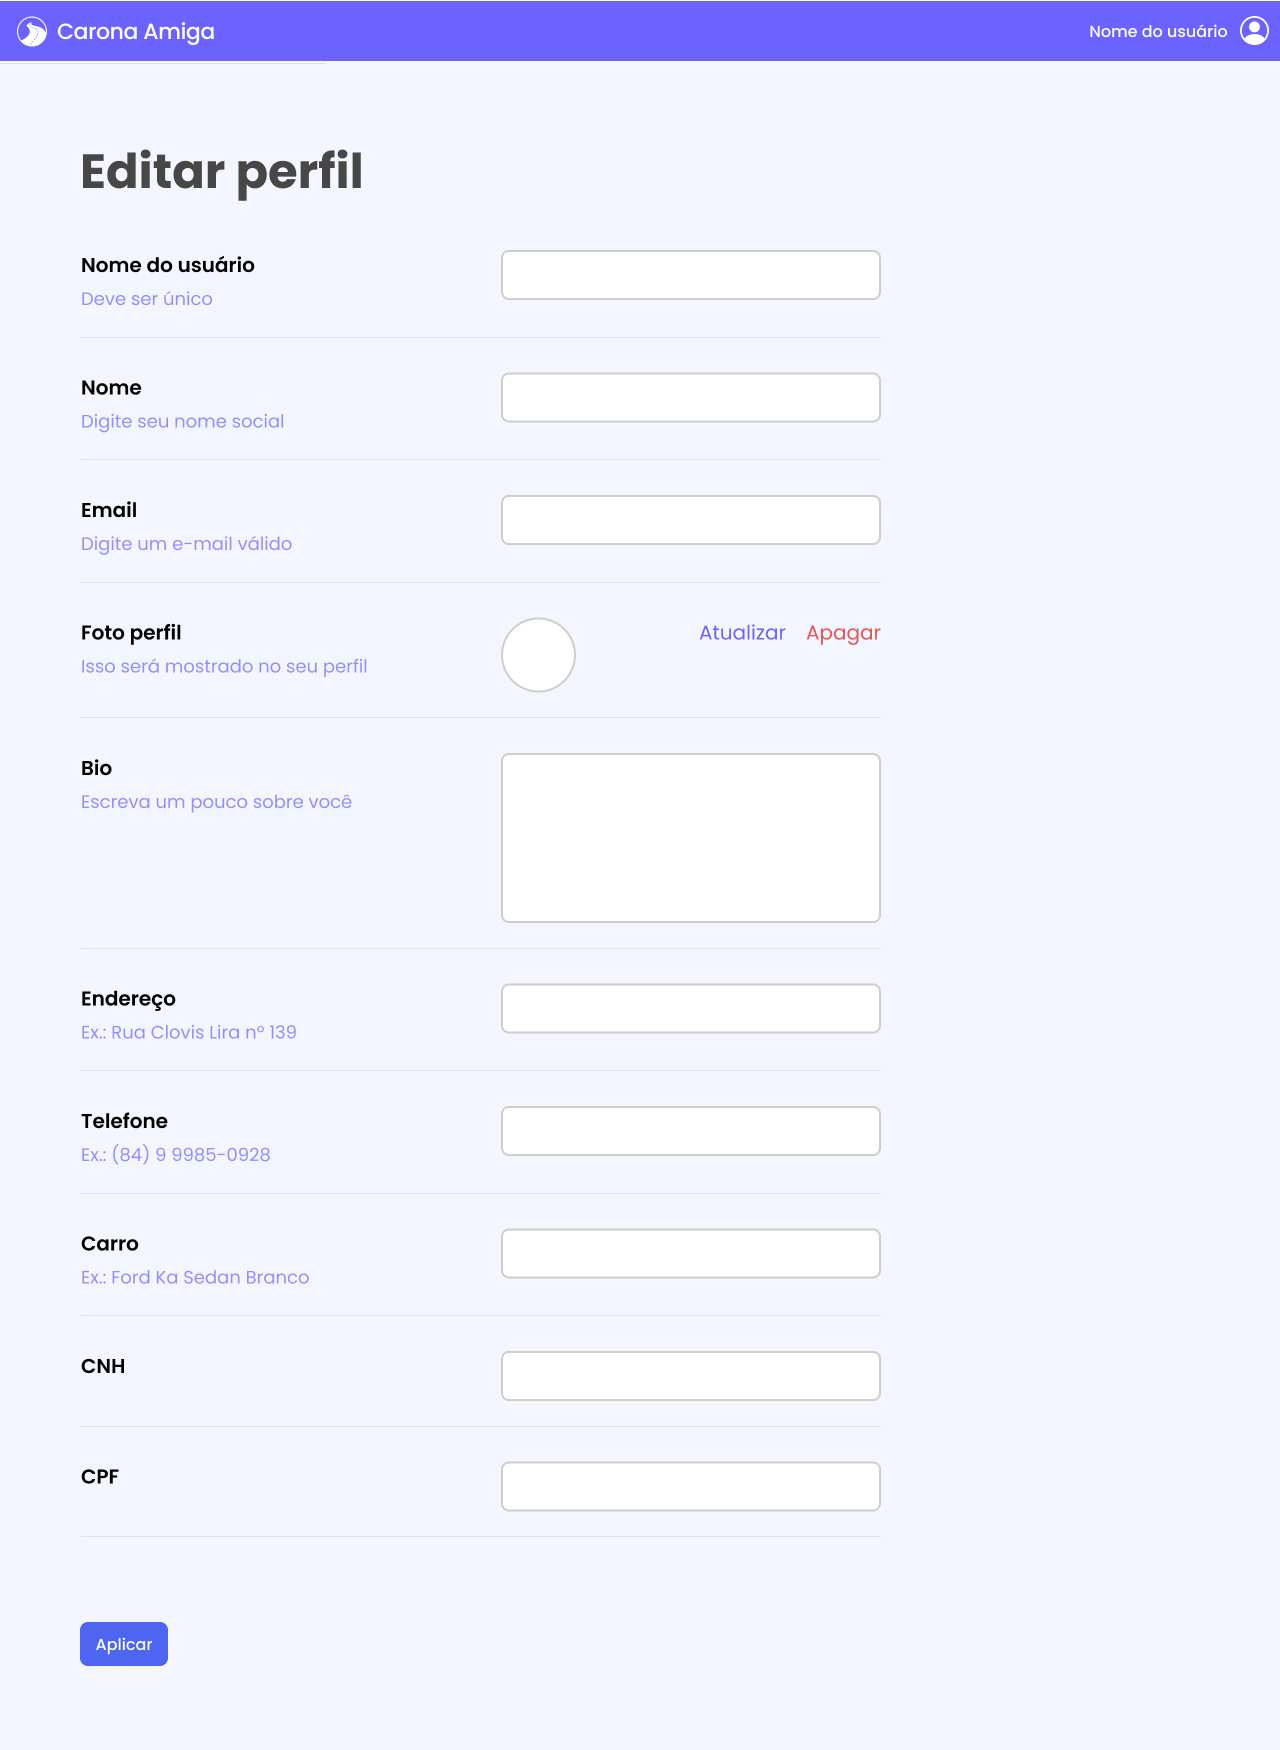 Carona Amiga
Nome do usuário
Editar perfil
Nome do usuário
Deve ser único
Nome
Digite seu nome social
Email
Digite um e-mail válido
Foto perfil
Isso será mostrado no seu perfil
Atualizar
Apagar
Bio
Escreva um pouco sobre você
Endereço
Ex.: Rua Clovis Lira nº 139
Telefone
Ex.: (84) 9 9985-0928
Carro
Ex.: Ford Ka Sedan Branco
CNH
CPF
Aplicar